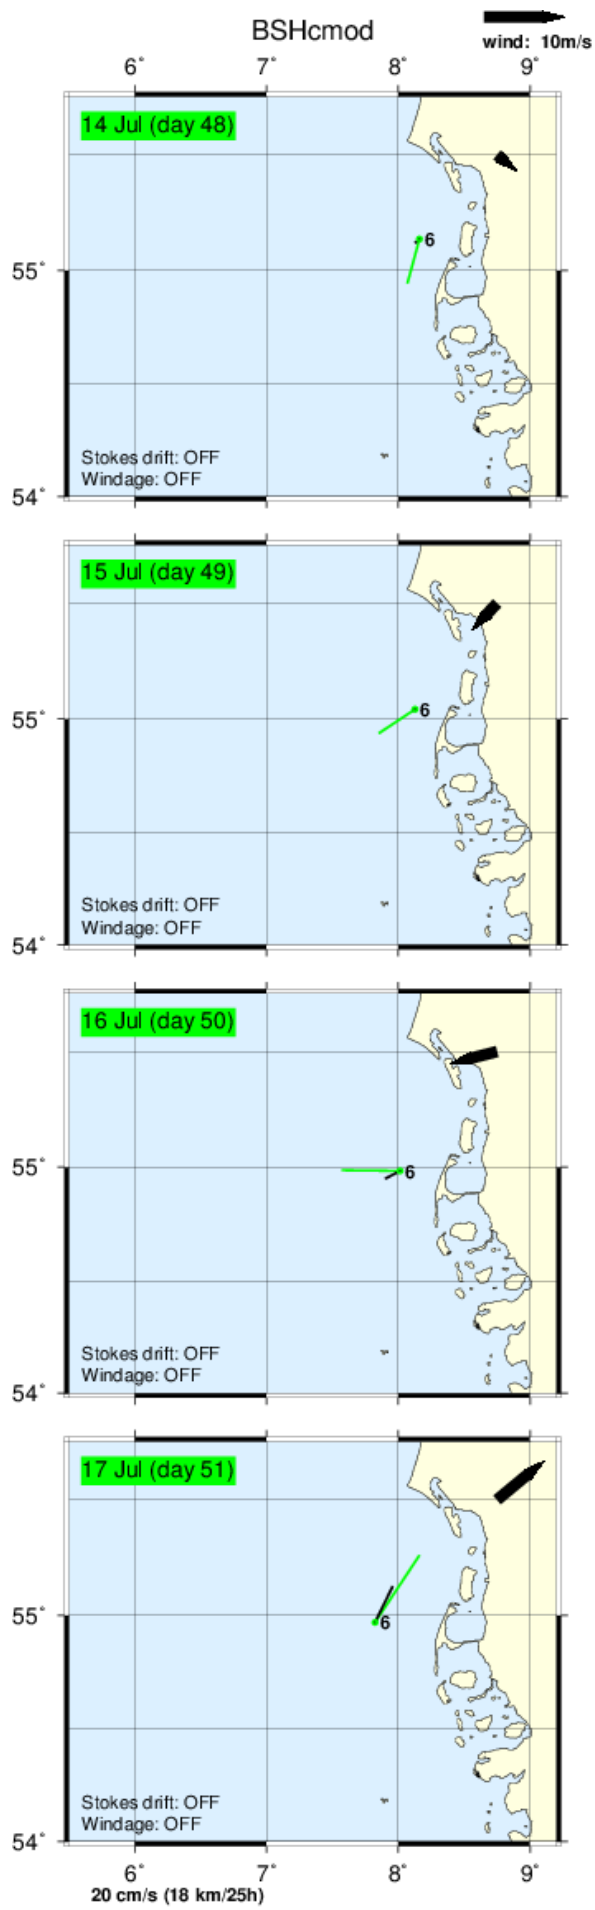 BSHcmod
wind: 10m/s
6° 7° 8° 9°
14 Jul (day 48)
6
55°
Stokes drift: OFF
Windage: OFF
54°
15 Jul (day 49)
6
55°
Stokes drift: OFF
Windage: OFF
54°
16 Jul (day 50)
55°
6
Stokes drift: OFF
Windage: OFF
54°
17 Jul (day 51)
55°
6
Stokes drift: OFF
Windage: OFF
54°
6° 7° 8° 9°
20 cm/s (18 km/25h)